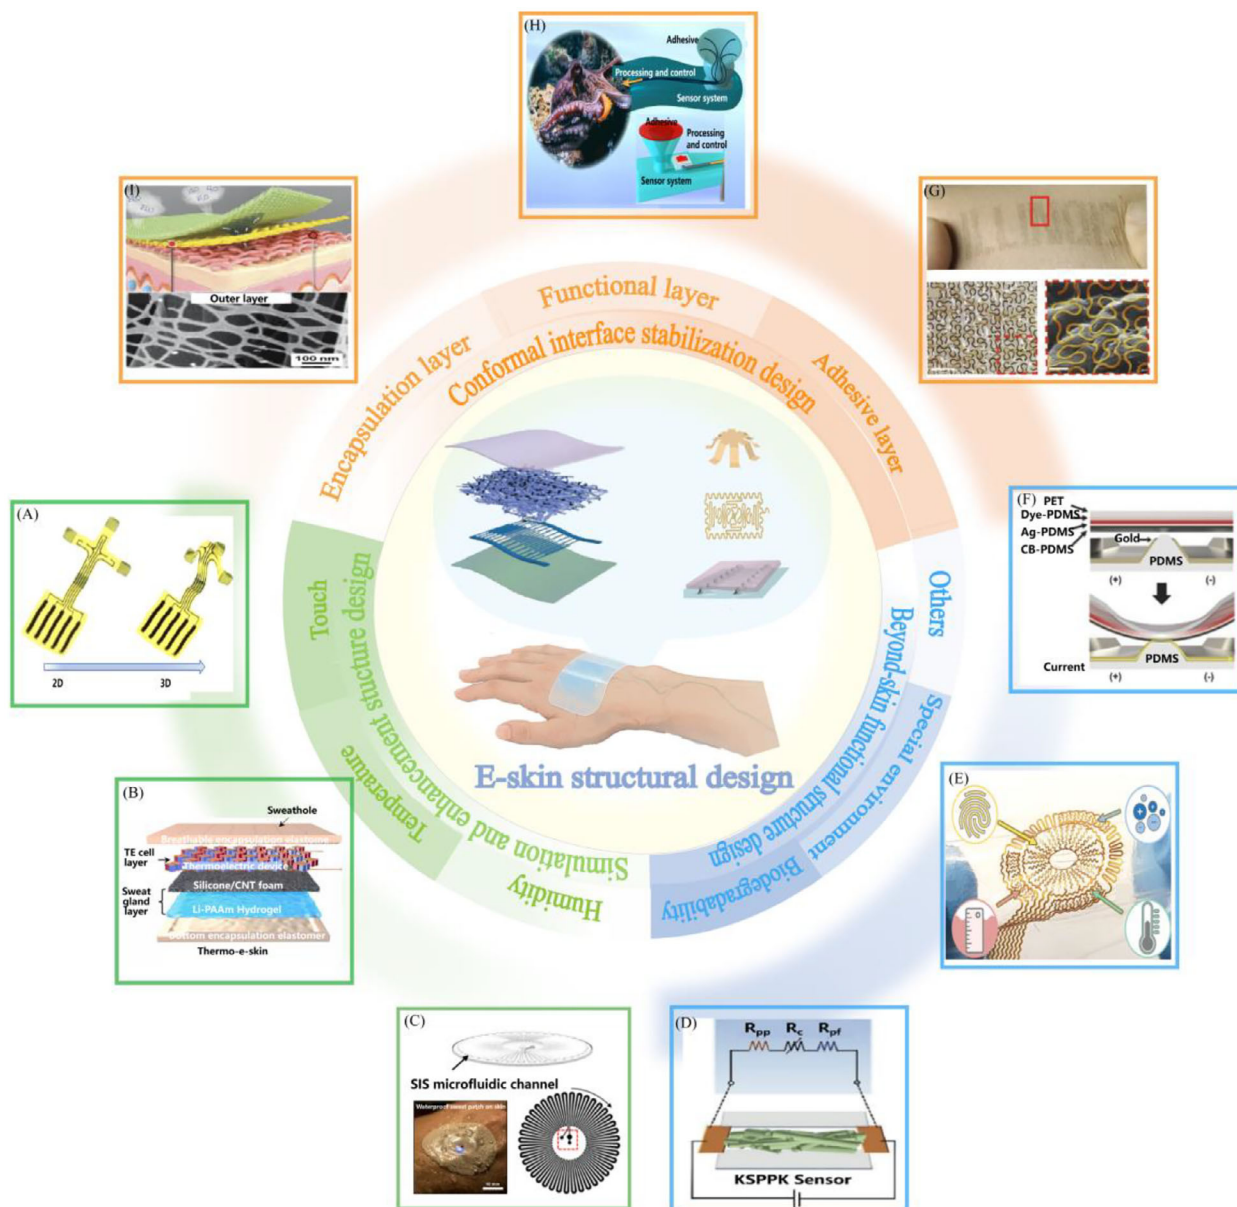 (H)
Adhesive
Processing and control
Sensor system
Adhesive
Processing
and control
Sensor system
(I)
Outer layer
100 nm
(G)
Functional layer
Encapsulation layer
Adhesive layer
Conformal interface stabilization design
(A)
2D
3D
(F)
PET
Dye-PDMS
Ag-PDMS
CB-PDMS
Gold
PDMS
(+)
(-)
PDMS
Current
(+)
(-)
Touch
Temperature
Humidity
Simulation and enhancement stucture design
Others
Special environment
Biodegradability
Beyond-skin functional structure design
E-skin structural design
(B)
Sweathole
Breathable encapsulation elastomer
TE cell
layer
Thermoelectric device
Silicone/CNT foam
Sweat
gland
layer
Li-PAAm Hydrogel
Bottom encapsulation elastomer
Thermo-e-skin
(E)
(C)
SIS microfluidic channel
Waterproof sweat patch on skin
(D)
Rpp
Rc
Rpf
KSPPK Sensor